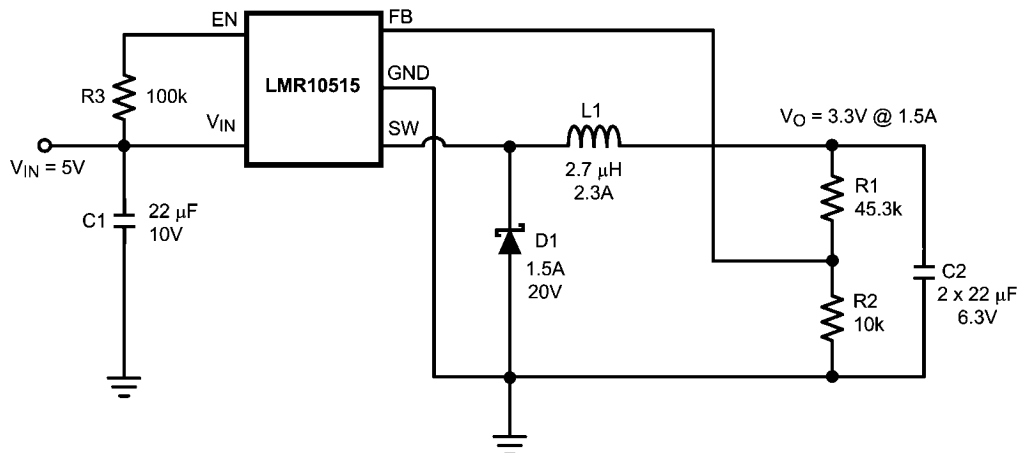 EN
FB
LMR10515
GND
R3
100k
V_IN
SW
L1
V_O = 3.3V @ 1.5A
V_IN = 5V
2.7 μH
2.3A
R1
45.3k
C1
22 μF
10V
D1
1.5A
20V
R2
10k
C2
2 x 22 μF
6.3V